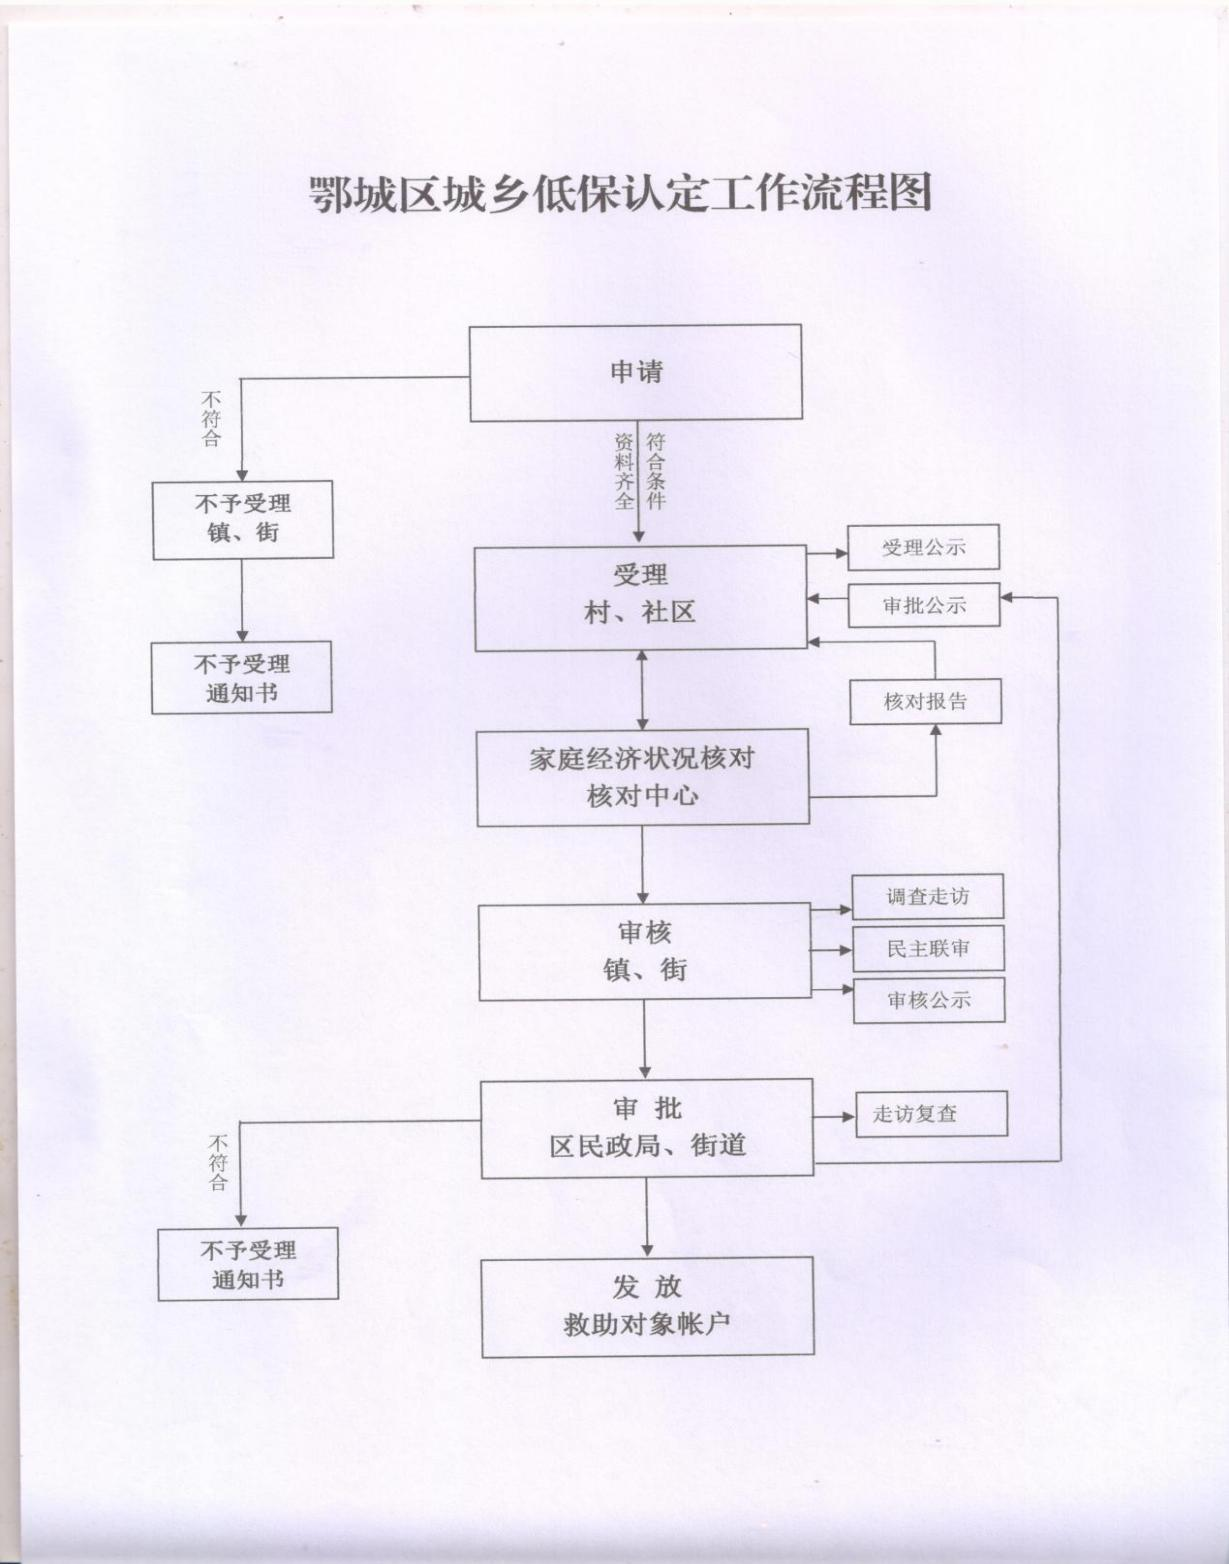 鄂城区城乡低保认定工作流程图
申请
不符合
资料齐全
符合条件
不予受理
镇、街
受理
村、社区
受理公示
审批公示
不予受理
通知书
核对报告
家庭经济状况核对
核对中心
调查走访
审核
镇、街
民主联审
审核公示
审 批
区民政局、街道
走访复查
不符合
不予受理
通知书
发 放
救助对象帐户